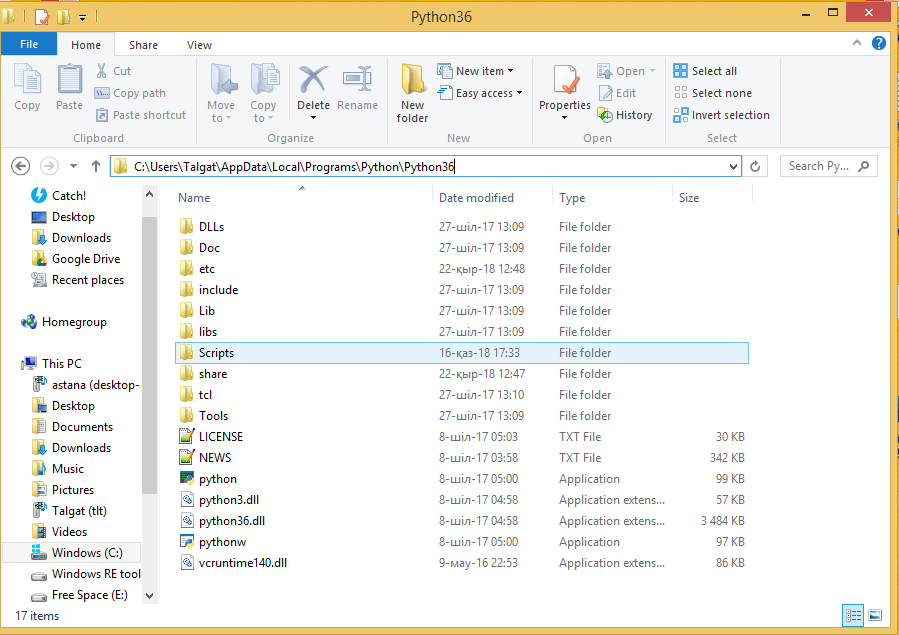 Python36
File Home Share View
Copy
Paste
Cut
Copy path
Paste shortcut
Clipboard
Move to
Copy to
Delete
Rename
Organize
New folder
New item
Easy access
New
Properties
Open
Edit
History
Open
Select all
Select none
Invert selection
Select
C:\Users\Talgat\AppData\Local\Programs\Python\Python36
Search Py...
Catch!
Desktop
Downloads
Google Drive
Recent places
Homegroup
This PC
astana (desktop-
Desktop
Documents
Downloads
Music
Pictures
Talgat (tlt)
Videos
Windows (C:)
Windows RE tool
Free Space (E:)
Name Date modified Type Size
DLLs 27-шіл-17 13:09 File folder
Doc 27-шіл-17 13:09 File folder
etc 22-қыр-18 12:48 File folder
include 27-шіл-17 13:09 File folder
Lib 27-шіл-17 13:09 File folder
libs 27-шіл-17 13:09 File folder
Scripts 16-қаз-18 17:33 File folder
share 22-қыр-18 12:47 File folder
tcl 27-шіл-17 13:10 File folder
Tools 27-шіл-17 13:09 File folder
LICENSE 8-шіл-17 05:03 TXT File 30 KB
NEWS 8-шіл-17 03:58 TXT File 342 KB
python 8-шіл-17 05:00 Application 99 KB
python3.dll 8-шіл-17 04:58 Application extens... 57 KB
python36.dll 8-шіл-17 04:58 Application extens... 3 484 KB
pythonw 8-шіл-17 05:00 Application 97 KB
vcruntime140.dll 9-мау-16 22:53 Application extens... 86 KB
17 items